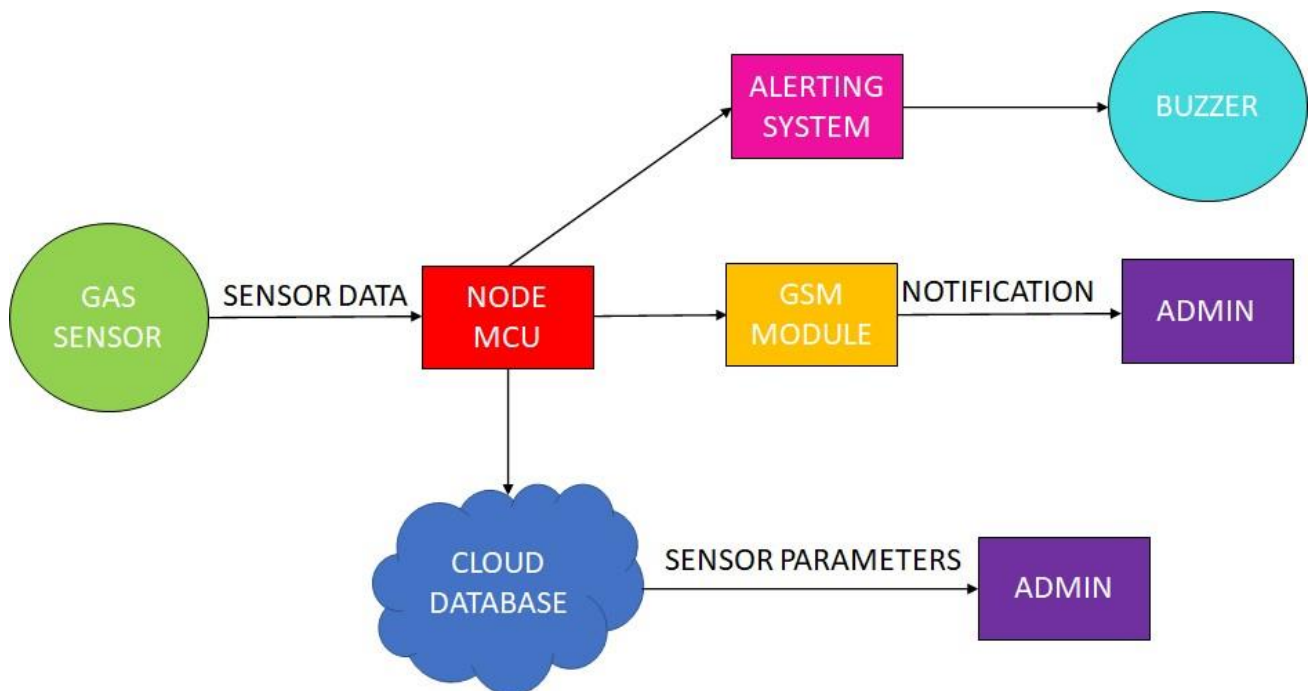 ALERTING
SYSTEM
BUZZER
GAS
SENSOR
SENSOR DATA
NODE
MCU
GSM
MODULE
NOTIFICATION
ADMIN
CLOUD
DATABASE
SENSOR PARAMETERS
ADMIN